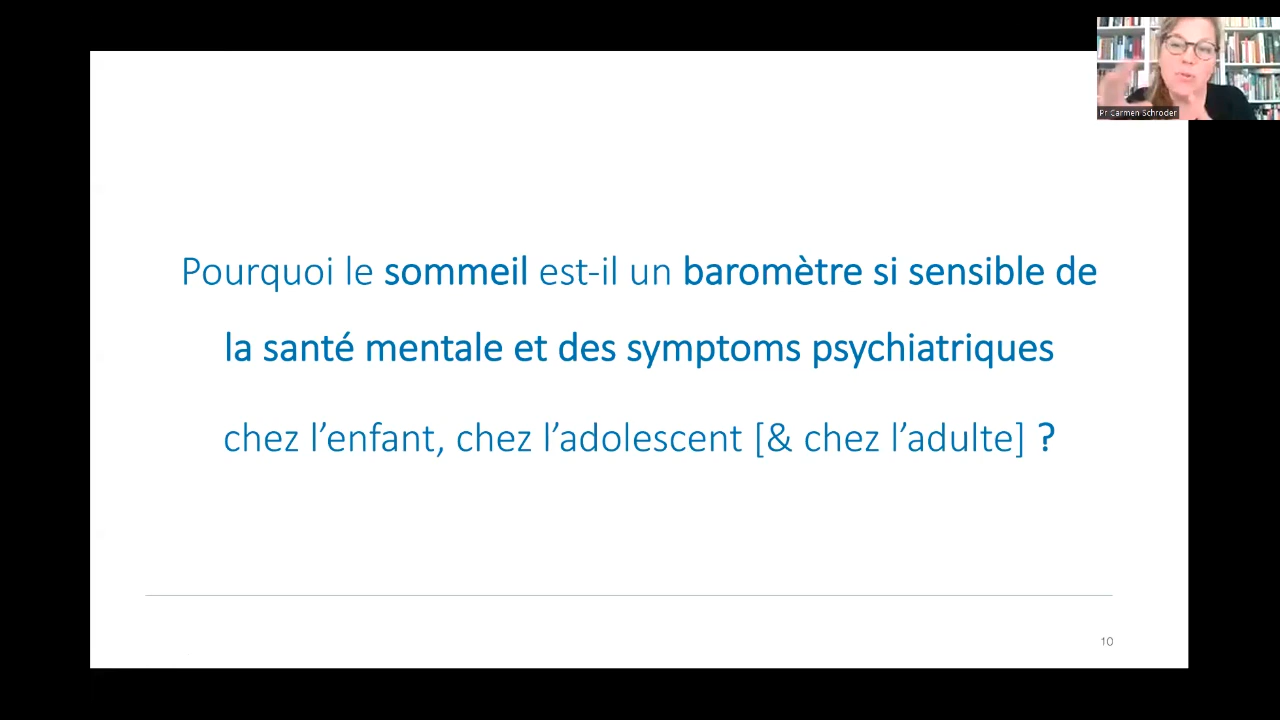 Pr Carmen Schroder
Pourquoi le sommeil est-il un baromètre si sensible de
la santé mentale et des symptoms psychiatriques
chez l’enfant, chez l’adolescent [& chez l’adulte] ?
10